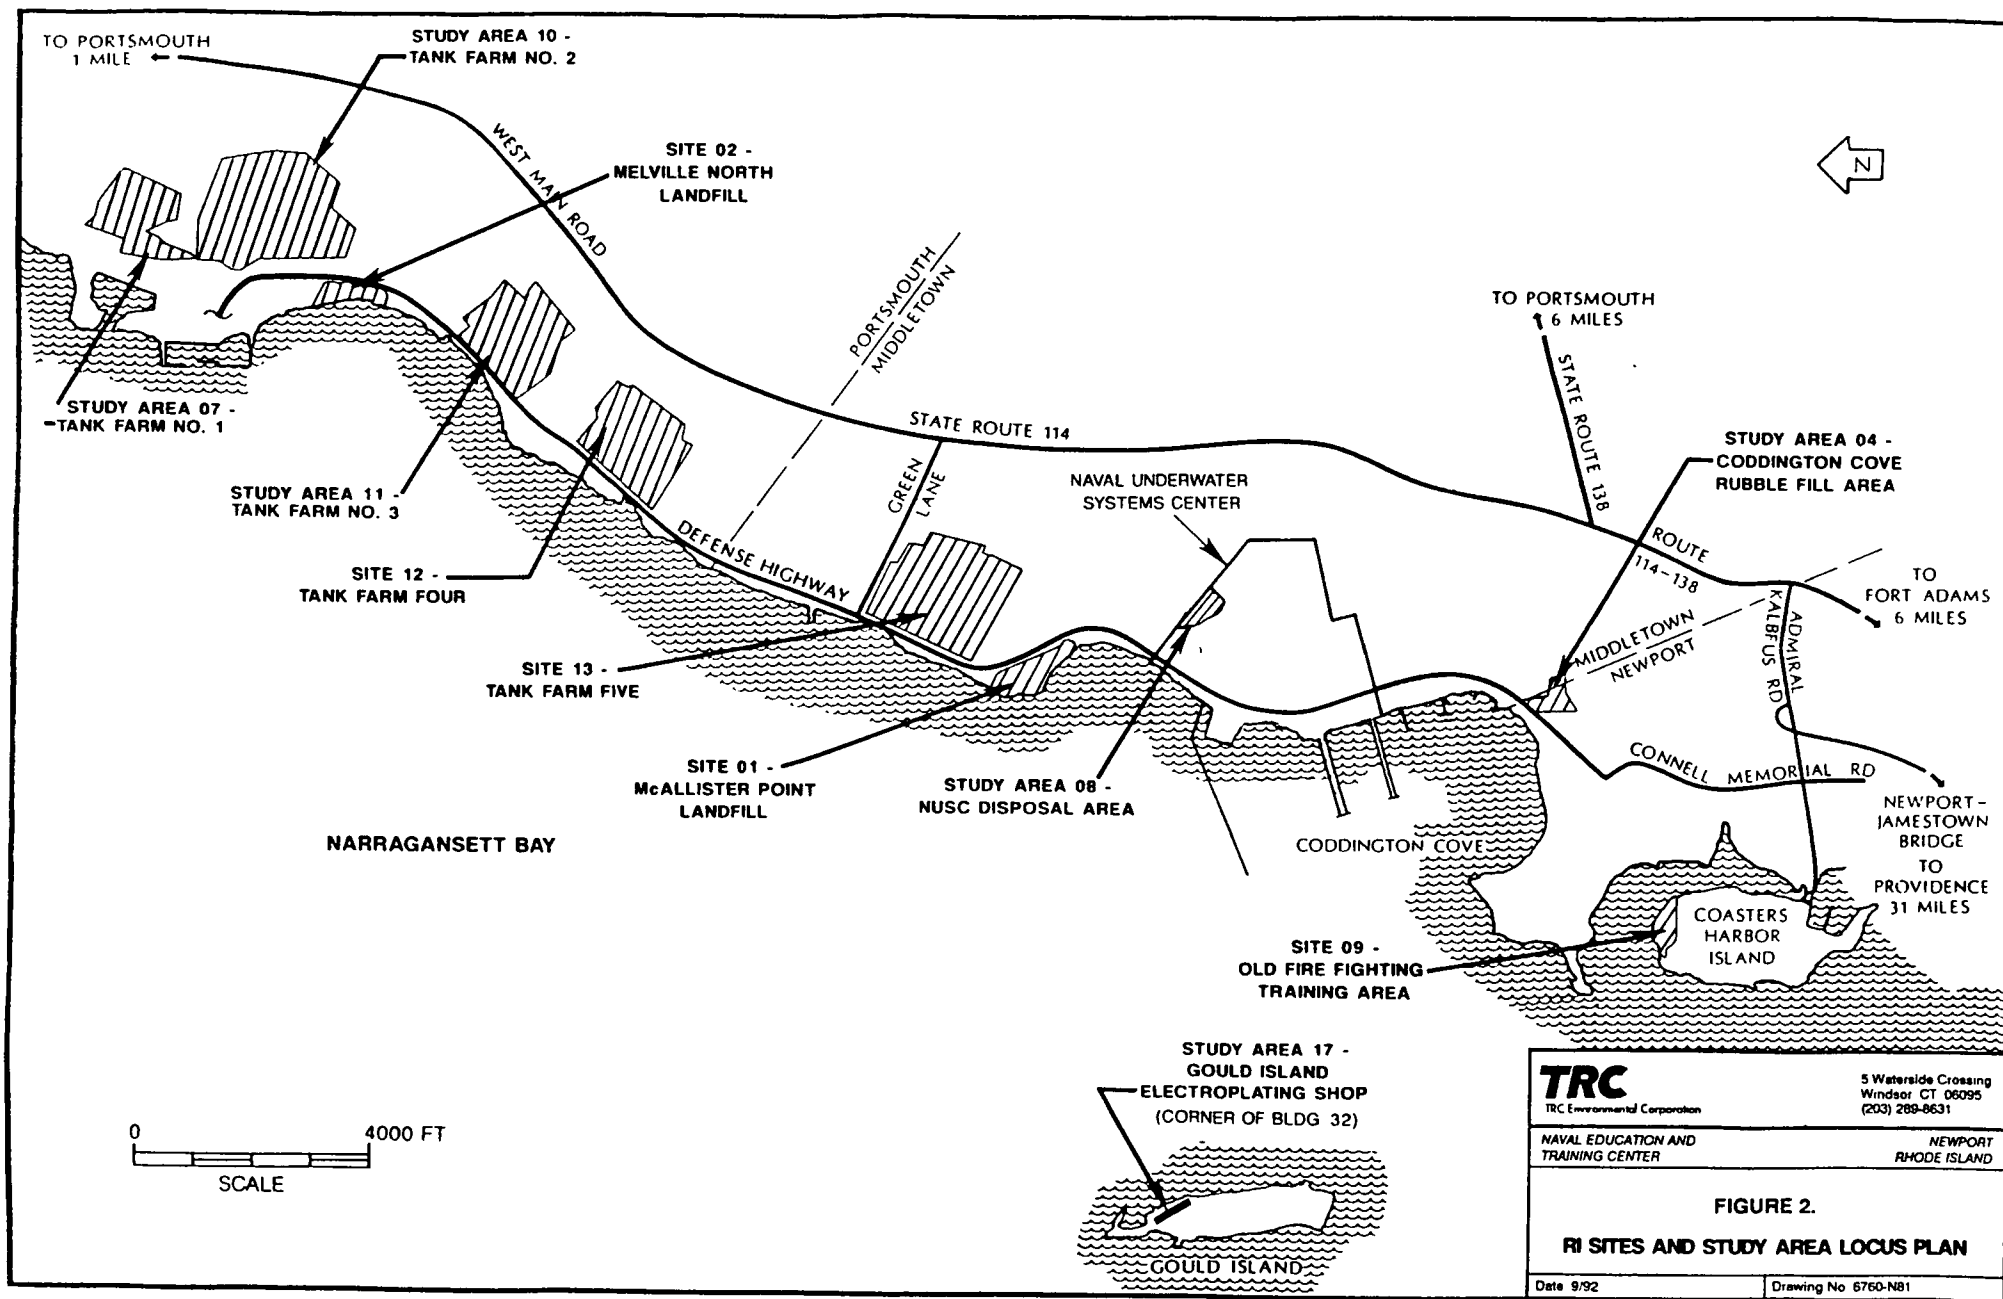 TO PORTSMOUTH
1 MILE
STUDY AREA 10 -
TANK FARM NO. 2
SITE 02 -
MELVILLE NORTH
LANDFILL
WEST MAIN ROAD
N
PORTSMOUTH
MIDDLETOWN
TO PORTSMOUTH
6 MILES
STATE ROUTE 138
STUDY AREA 07 -
TANK FARM NO. 1
STATE ROUTE 114
STUDY AREA 04 -
CODDINGTON COVE
RUBBLE FILL AREA
NAVAL UNDERWATER
SYSTEMS CENTER
GREEN
LANE
STUDY AREA 11 -
TANK FARM NO. 3
DEFENSE HIGHWAY
ROUTE
114-138
SITE 12 -
TANK FARM FOUR
TO
FORT ADAMS
6 MILES
ADMIRAL
KALBFUS RD
MIDDLETOWN
NEWPORT
SITE 13 -
TANK FARM FIVE
SITE 01 -
McALLISTER POINT
LANDFILL
STUDY AREA 08 -
NUSC DISPOSAL AREA
CONNELL MEMORIAL RD
NEWPORT -
JAMESTOWN
BRIDGE
TO
PROVIDENCE
31 MILES
NARRAGANSETT BAY
CODDINGTON COVE
COASTERS
HARBOR
ISLAND
SITE 09 -
OLD FIRE FIGHTING
TRAINING AREA
STUDY AREA 17 -
GOULD ISLAND
ELECTROPLATING SHOP
(CORNER OF BLDG 32)
GOULD ISLAND
0 4000 FT
SCALE
TRC
TRC Environmental Corporation
5 Waterside Crossing
Windsor CT 06095
(203) 289-8631
NAVAL EDUCATION AND
TRAINING CENTER
NEWPORT
RHODE ISLAND
FIGURE 2.
RI SITES AND STUDY AREA LOCUS PLAN
Date 9/92
Drawing No 6760-N81